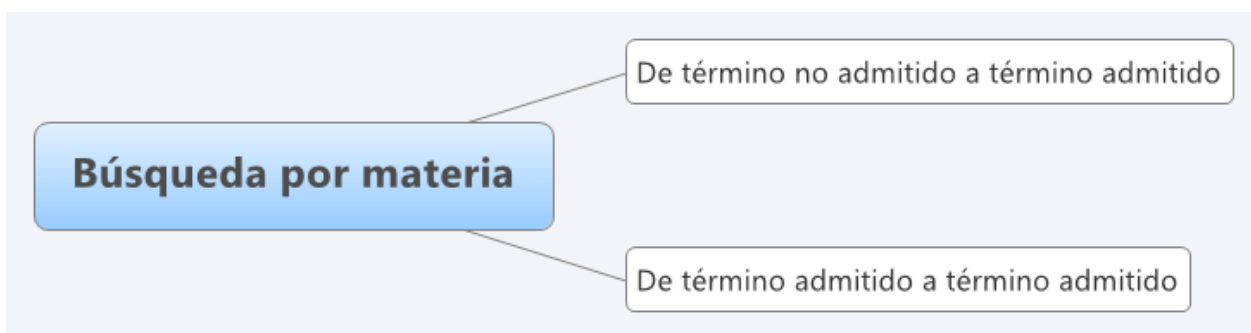 De término no admitido a término admitido
Búsqueda por materia
De término admitido a término admitido